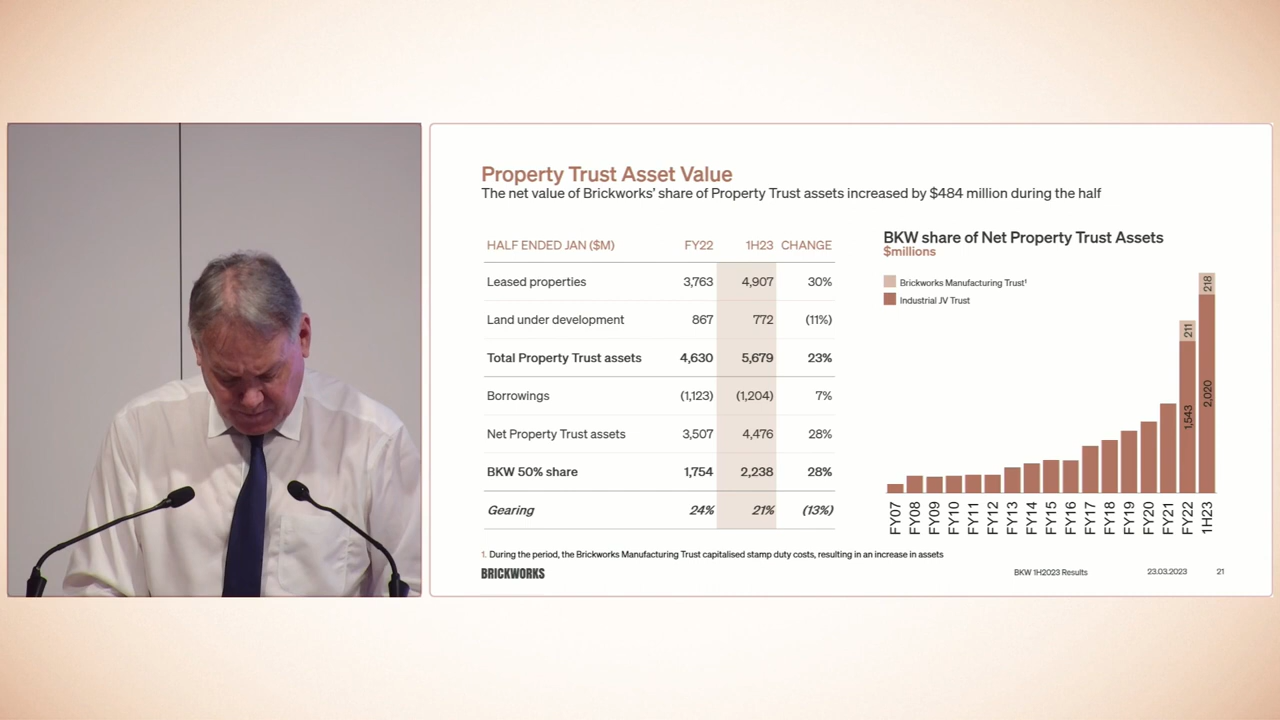 Property Trust Asset Value
The net value of Brickworks' share of Property Trust assets increased by $484 million during the half
HALF ENDED JAN ($M) FY22 1H23 CHANGE
Leased properties 3,763 4,907 30%
Land under development 867 772 (11%)
Total Property Trust assets 4,630 5,679 23%
Borrowings (1,123) (1,204) 7%
Net Property Trust assets 3,507 4,476 28%
BKW 50% share 1,754 2,238 28%
Gearing 24% 21% (13%)
BKW share of Net Property Trust Assets
$millions
Brickworks Manufacturing Trust¹
Industrial JV Trust
211
218
1,543
2,020
FY07 FY08 FY09 FY10 FY11 FY12 FY13 FY14 FY15 FY16 FY17 FY18 FY19 FY20 FY21 FY22 1H23
1. During the period, the Brickworks Manufacturing Trust capitalised stamp duty costs, resulting in an increase in assets
BRICKWORKS
BKW 1H2023 Results 23.03.2023 21